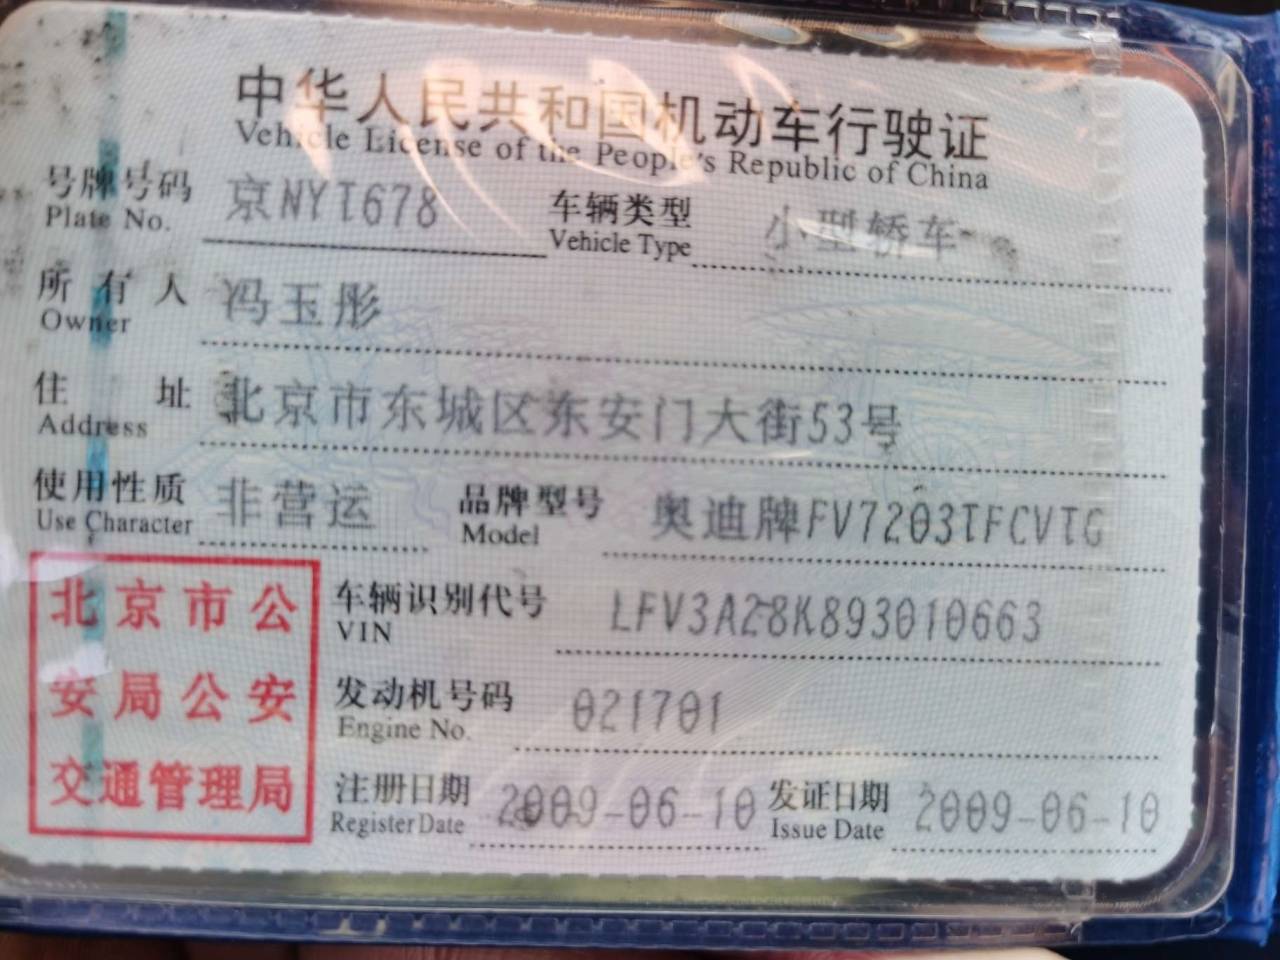 中华人民共和国机动车行驶证
Vehicle License of the People's Republic of China
号牌号码 京NY1678 车辆类型 小型轿车
Plate No. Vehicle Type
所有人 冯玉彤
Owner
住址 北京市东城区东安门大街53号
Address
使用性质 非营运 品牌型号 奥迪牌FV7203TFCVTG
Use Character Model
北京市公
安局公安
交通管理局
车辆识别代号 LFV3A28K893010663
VIN
发动机号码 021701
Engine No.
注册日期 2009-06-10 发证日期 2009-06-10
Register Date Issue Date